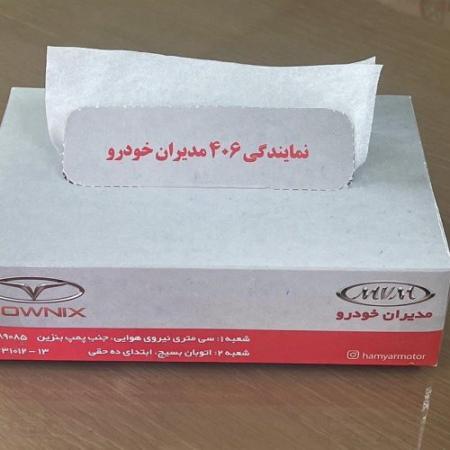 نمایندگی ۴۰۶ مدیران خودرو
MVM
مدیران خودرو
OWNIX
شعبه ۱: سی متری نیروی هوایی، جنب پمپ بنزین
۱۹۰۸۵
شعبه ۲: اتوبان بسیج، ابتدای ده حقی
۳۱۰۱۲ - ۱۳
hamyarmotor